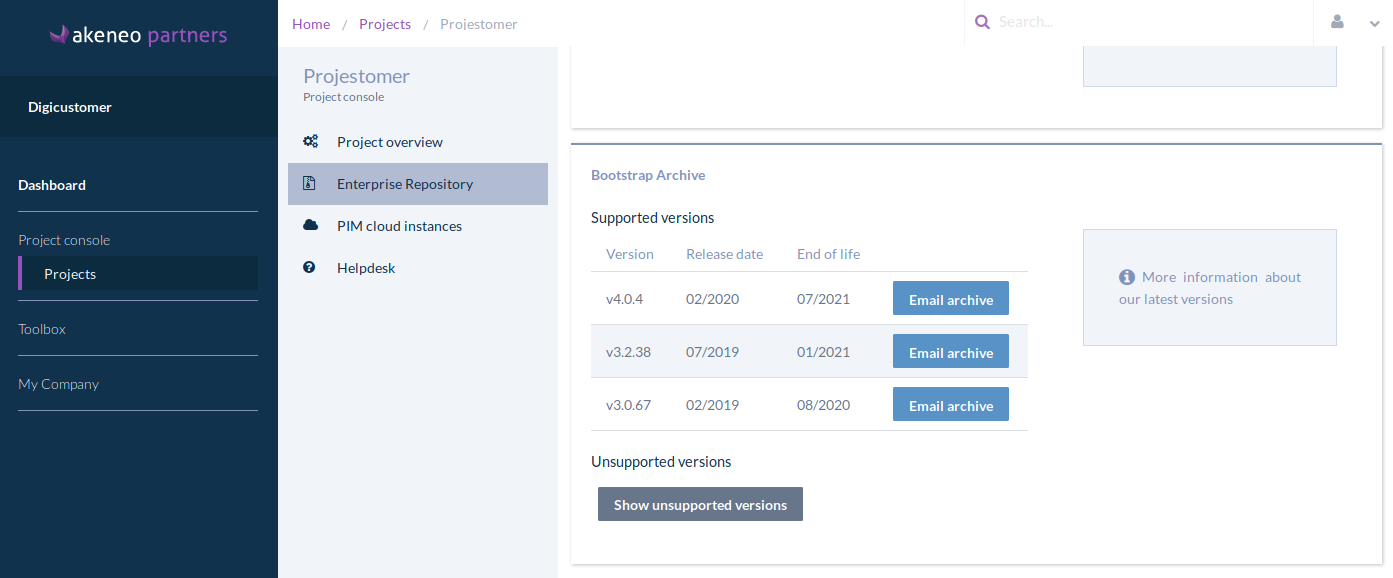 akeneo partners
Digicustomer
Dashboard
Project console
Projects
Toolbox
My Company
Home / Projects / Projestomer
Search...
Projestomer
Project console
Project overview
Enterprise Repository
PIM cloud instances
Helpdesk
Bootstrap Archive
Supported versions
Version Release date End of life
v4.0.4 02/2020 07/2021 Email archive
v3.2.38 07/2019 01/2021 Email archive
v3.0.67 02/2019 08/2020 Email archive
Unsupported versions
Show unsupported versions
More information about
our latest versions